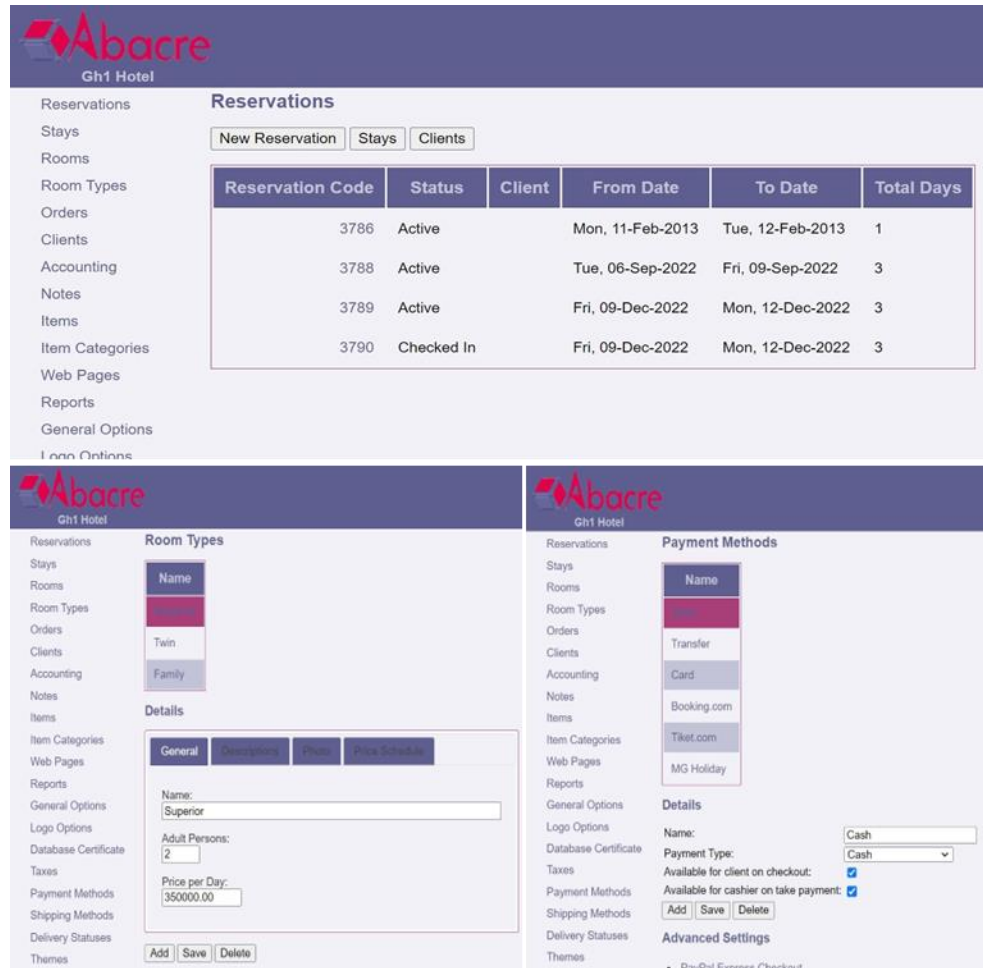 Abacre
Gh1 Hotel
Reservations
Stays
Rooms
Room Types
Orders
Clients
Accounting
Notes
Items
Item Categories
Web Pages
Reports
General Options
Logo Options
Reservations
New Reservation Stays Clients
Reservation Code Status Client From Date To Date Total Days
3786 Active Mon, 11-Feb-2013 Tue, 12-Feb-2013 1
3788 Active Tue, 06-Sep-2022 Fri, 09-Sep-2022 3
3789 Active Fri, 09-Dec-2022 Mon, 12-Dec-2022 3
3790 Checked In Fri, 09-Dec-2022 Mon, 12-Dec-2022 3
Abacre
Gh1 Hotel
Reservations
Stays
Rooms
Room Types
Orders
Clients
Accounting
Notes
Items
Item Categories
Web Pages
Reports
General Options
Logo Options
Database Certificate
Taxes
Payment Methods
Shipping Methods
Delivery Statuses
Themes
Room Types
Name
Twin
Family
Details
General Descriptions Photo Price Schedule
Name:
Superior
Adult Persons:
2
Price per Day:
350000.00
Add Save Delete
Abacre
Gh1 Hotel
Reservations
Stays
Rooms
Room Types
Orders
Clients
Accounting
Notes
Items
Item Categories
Web Pages
Reports
General Options
Logo Options
Database Certificate
Taxes
Payment Methods
Shipping Methods
Delivery Statuses
Themes
Payment Methods
Name
Transfer
Card
Booking.com
Tiket.com
MG Holiday
Details
Name: Cash
Payment Type: Cash
Available for client on checkout:
Available for cashier on take payment:
Add Save Delete
Advanced Settings
PayPal Express Checkout